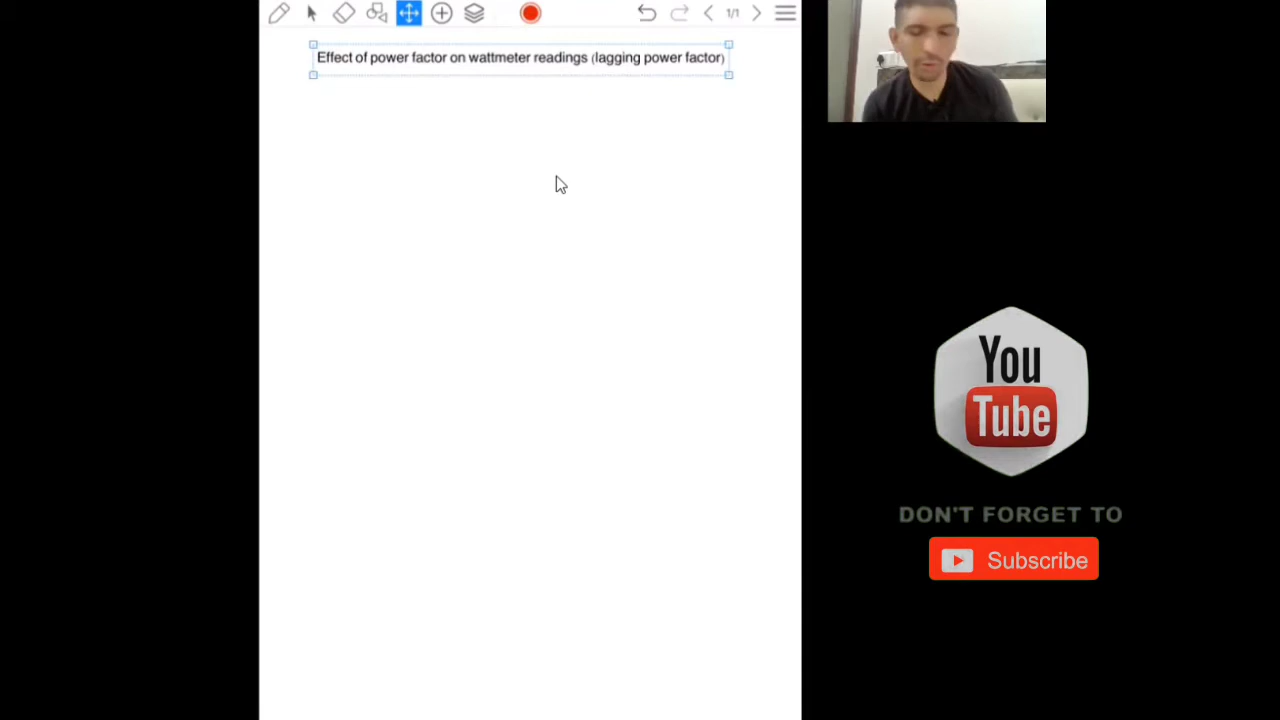 1/1
Effect of power factor on wattmeter readings (lagging power factor)
You
Tube
DON'T FORGET TO
Subscribe